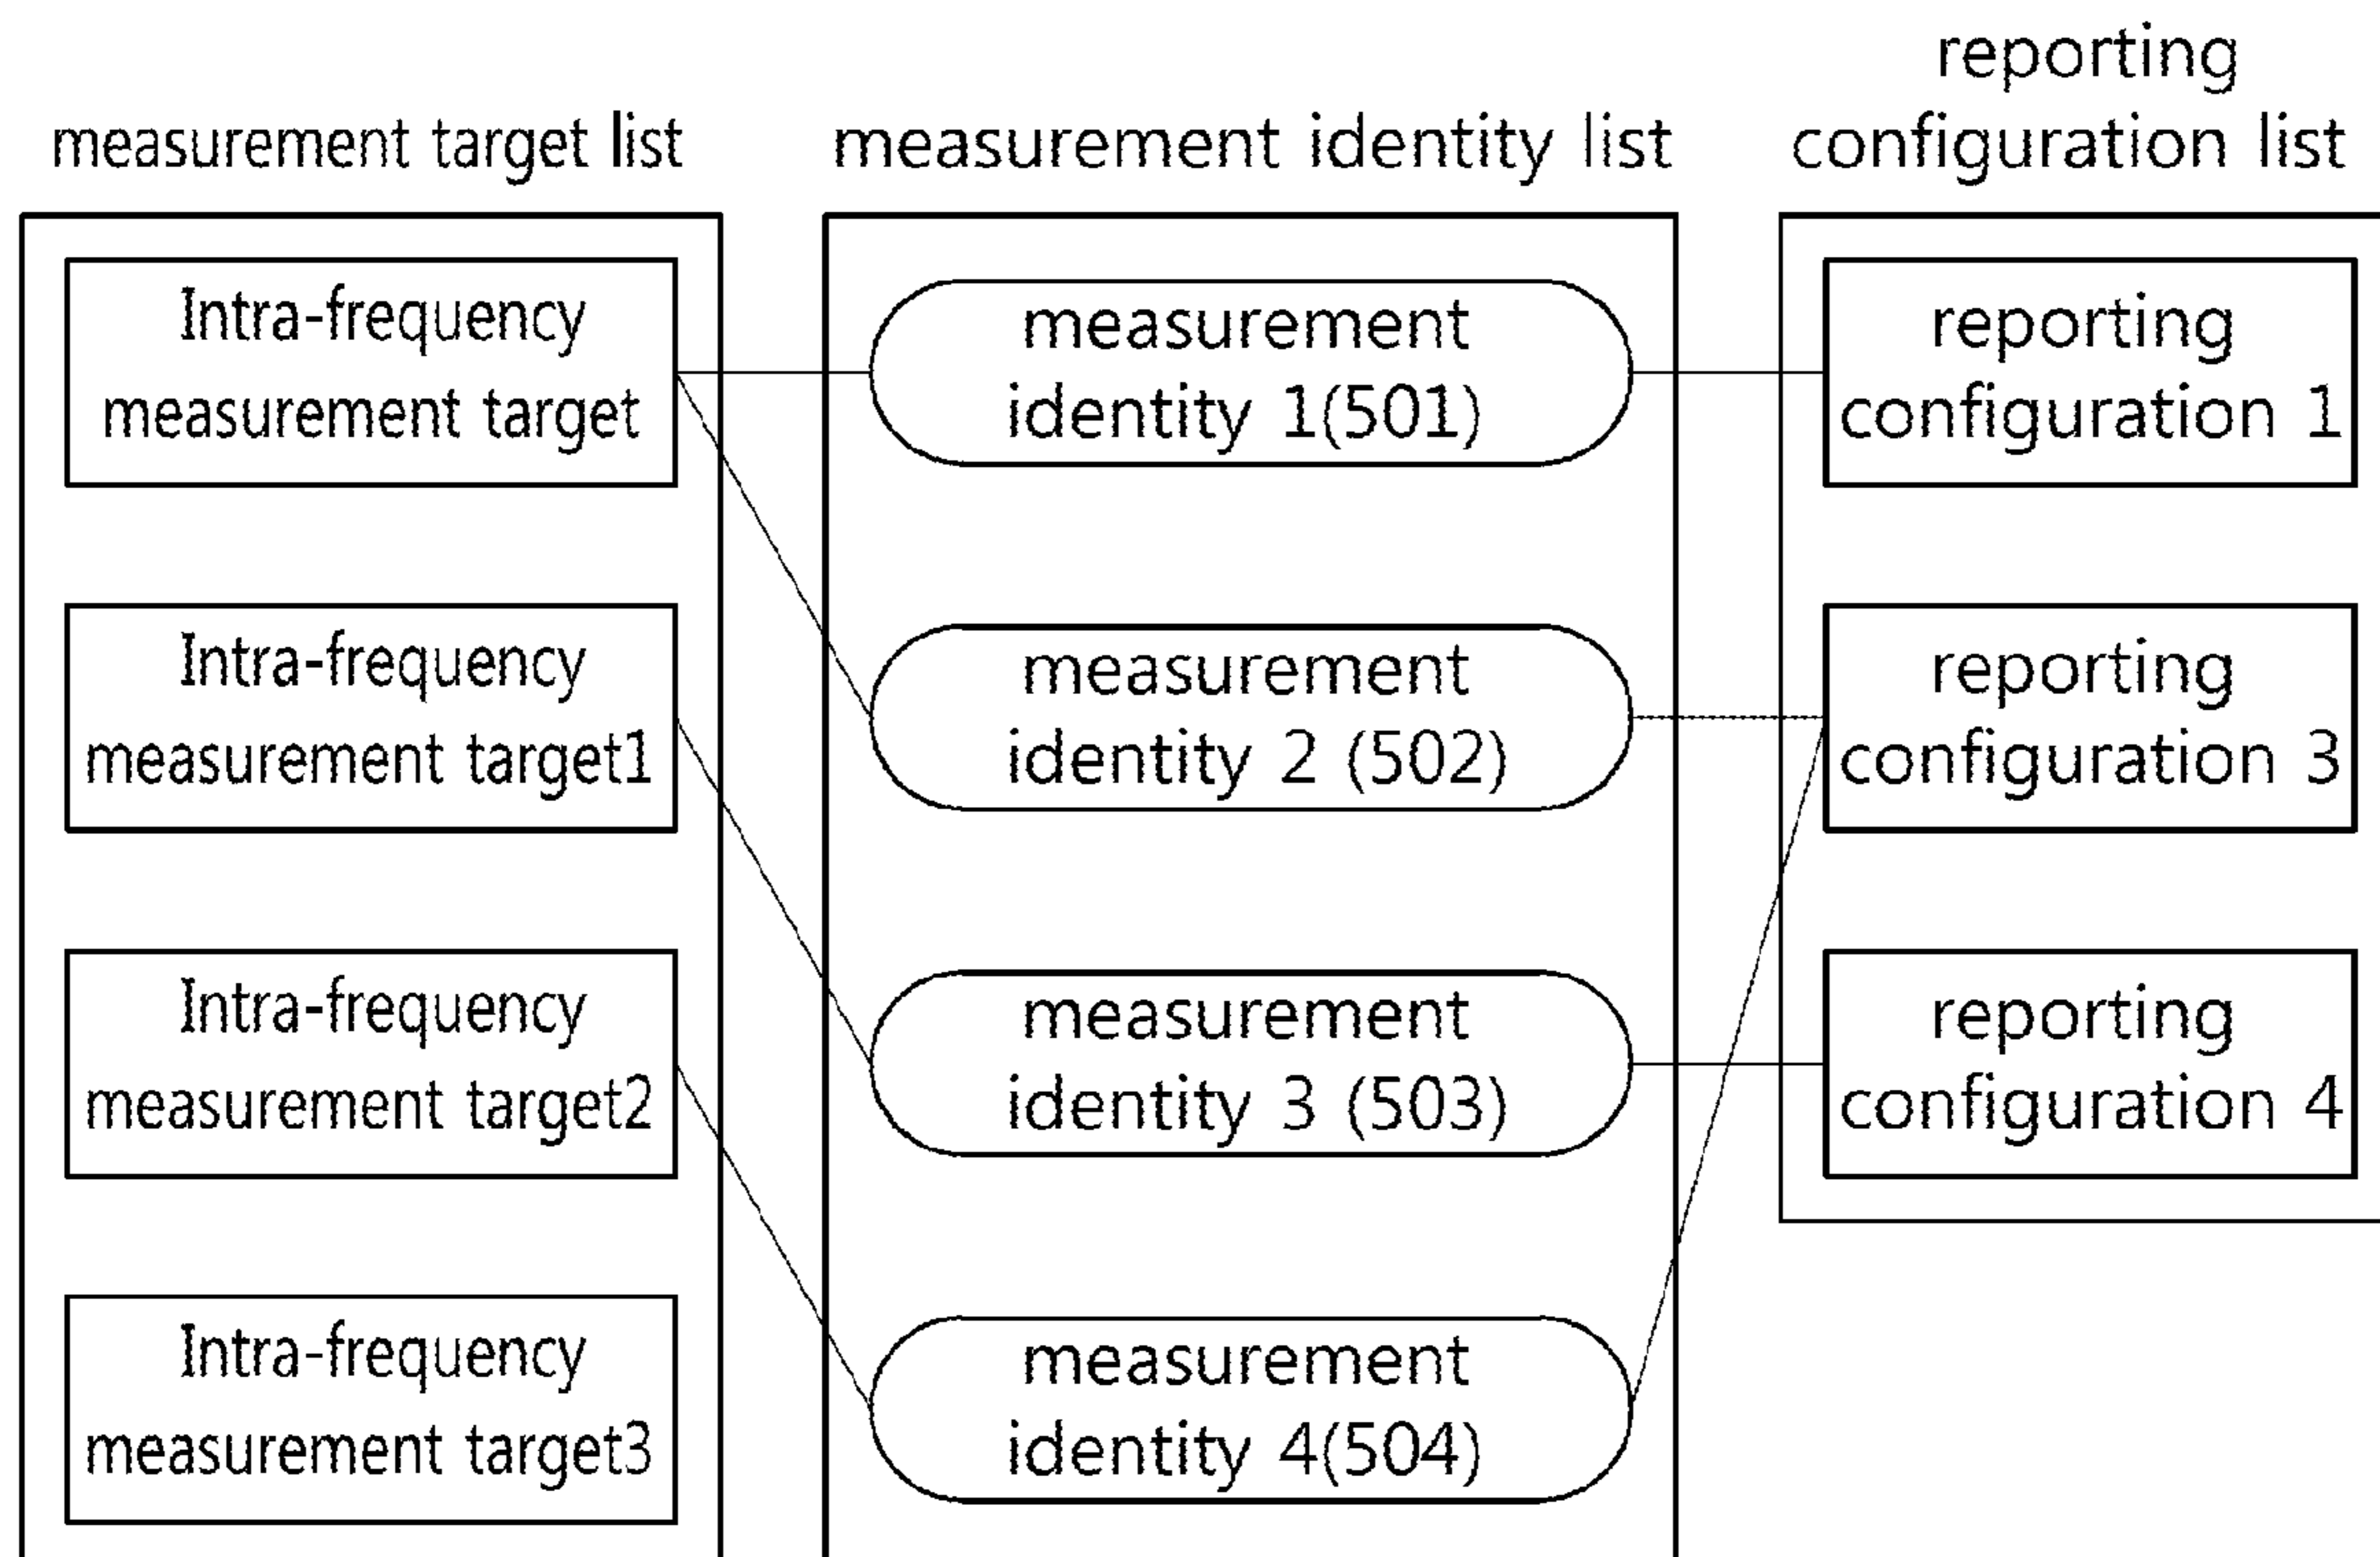 measurement target list
measurement identity list
reporting
configuration list
Intra-frequency
measurement target
Intra-frequency
measurement target1
Intra-frequency
measurement target2
Intra-frequency
measurement target3
measurement
identity 1(501)
measurement
identity 2 (502)
measurement
identity 3 (503)
measurement
identity 4(504)
reporting
configuration 1
reporting
configuration 3
reporting
configuration 4